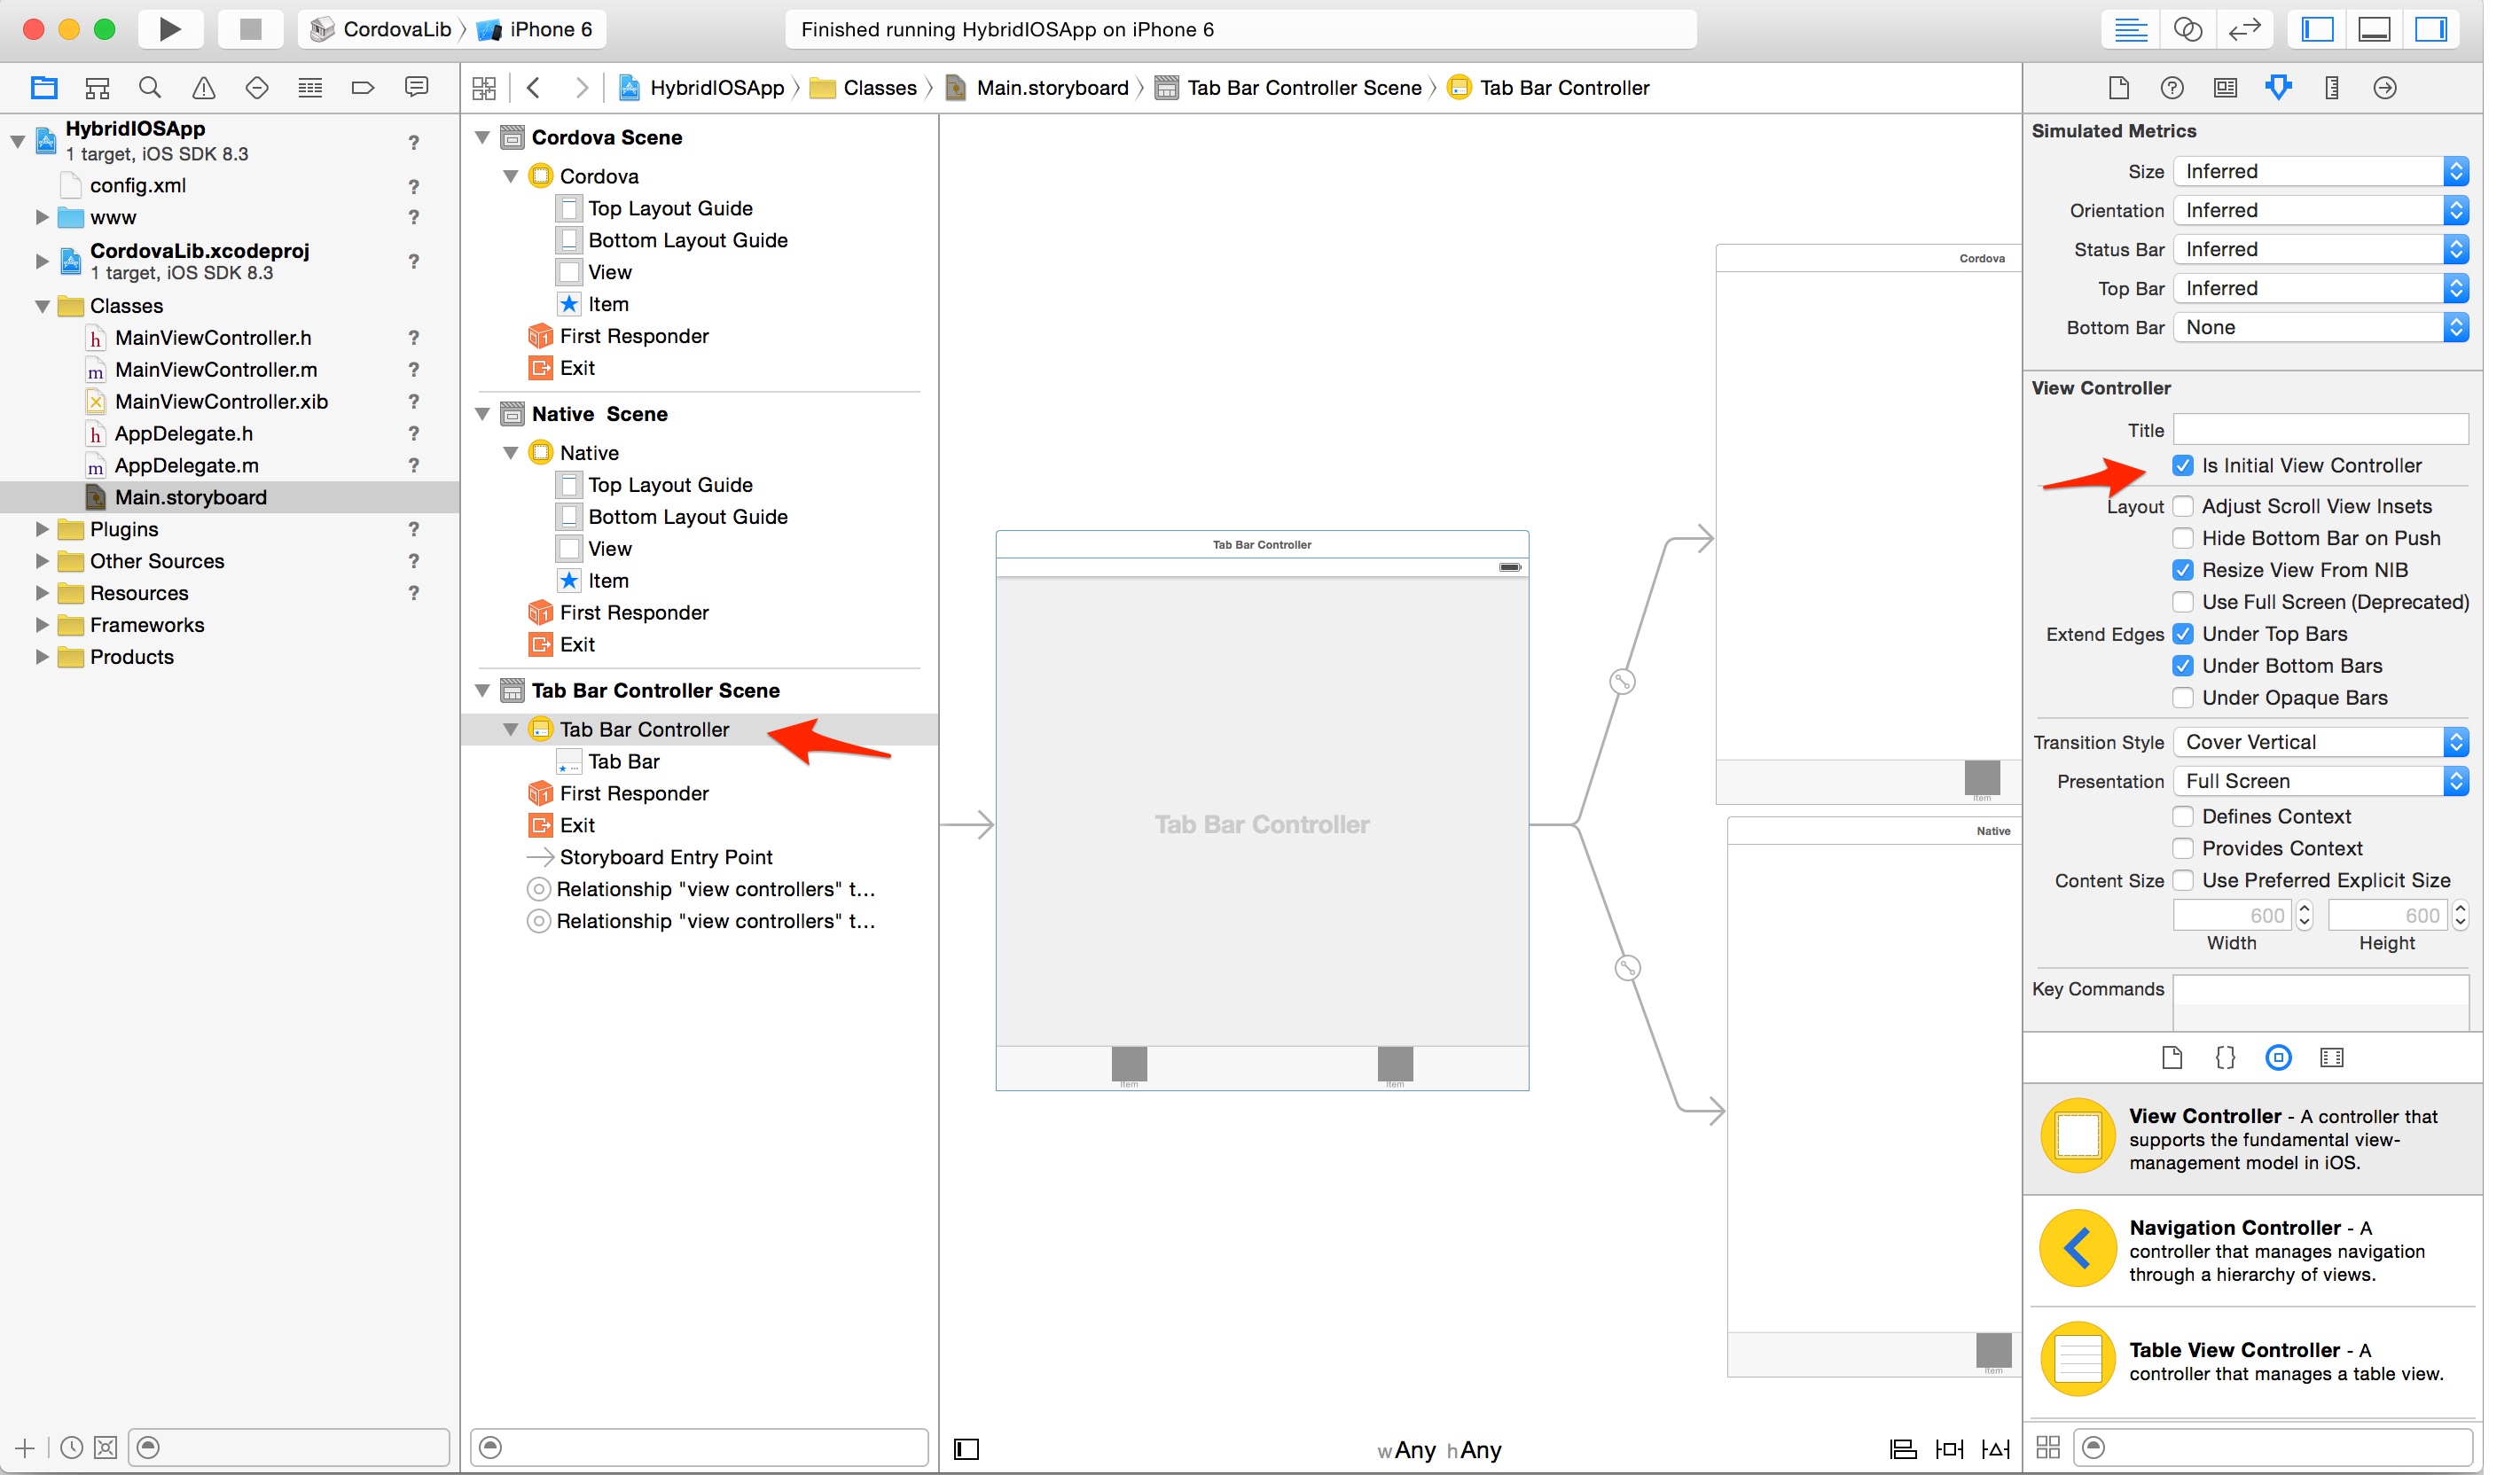 CordovaLib
iPhone 6
Finished running HybridIOSApp on iPhone 6
HybridIOSApp
Classes
Main.storyboard
Tab Bar Controller Scene
Tab Bar Controller
HybridIOSApp
1 target, iOS SDK 8.3
?
config.xml
?
www
?
CordovaLib.xcodeproj
1 target, iOS SDK 8.3
?
Classes
h MainViewController.h ?
m MainViewController.m ?
MainViewController.xib ?
h AppDelegate.h ?
m AppDelegate.m ?
Main.storyboard
Plugins ?
Other Sources ?
Resources ?
Frameworks
Products
Cordova Scene
Cordova
Top Layout Guide
Bottom Layout Guide
View
Item
First Responder
Exit
Native  Scene
Native
Top Layout Guide
Bottom Layout Guide
View
Item
First Responder
Exit
Tab Bar Controller Scene
Tab Bar Controller
Tab Bar
First Responder
Exit
Storyboard Entry Point
Relationship "view controllers" t...
Relationship "view controllers" t...
Tab Bar Controller
Tab Bar Controller
Item
Item
Cordova
Item
Native
Item
wAny hAny
Simulated Metrics
Size Inferred
Orientation Inferred
Status Bar Inferred
Top Bar Inferred
Bottom Bar None
View Controller
Title
Is Initial View Controller
Layout Adjust Scroll View Insets
Hide Bottom Bar on Push
Resize View From NIB
Use Full Screen (Deprecated)
Extend Edges Under Top Bars
Under Bottom Bars
Under Opaque Bars
Transition Style Cover Vertical
Presentation Full Screen
Defines Context
Provides Context
Content Size Use Preferred Explicit Size
600 600
Width Height
Key Commands
View Controller - A controller that
supports the fundamental view-
management model in iOS.
Navigation Controller - A
controller that manages navigation
through a hierarchy of views.
Table View Controller - A
controller that manages a table view.